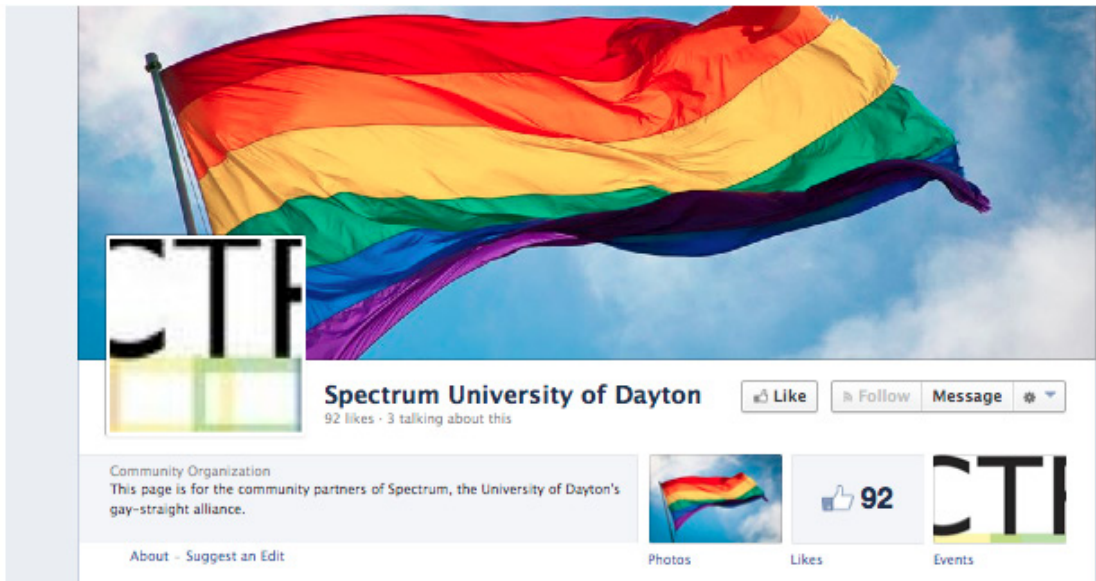 CTF
Spectrum University of Dayton
Like
Follow
Message
92 likes · 3 talking about this
Community Organization
This page is for the community partners of Spectrum, the University of Dayton's
gay-straight alliance.
About - Suggest an Edit
92
CTF
Photos
Likes
Events